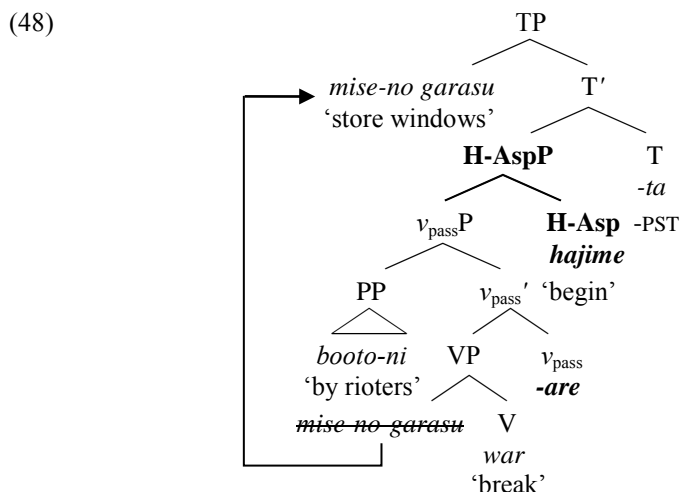 (48)
TP
mise-no garasu T′
‘store windows’
H-AspP T
-ta
vpassP H-Asp -PST
hajime
PP vpass′ ‘begin’
booto-ni VP vpass
‘by rioters’ -are
mise-no garasu V
war
‘break’